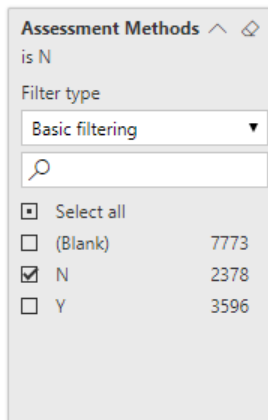 Assessment Methods
is N
Filter type
Basic filtering
Select all
(Blank) 7773
N 2378
Y 3596